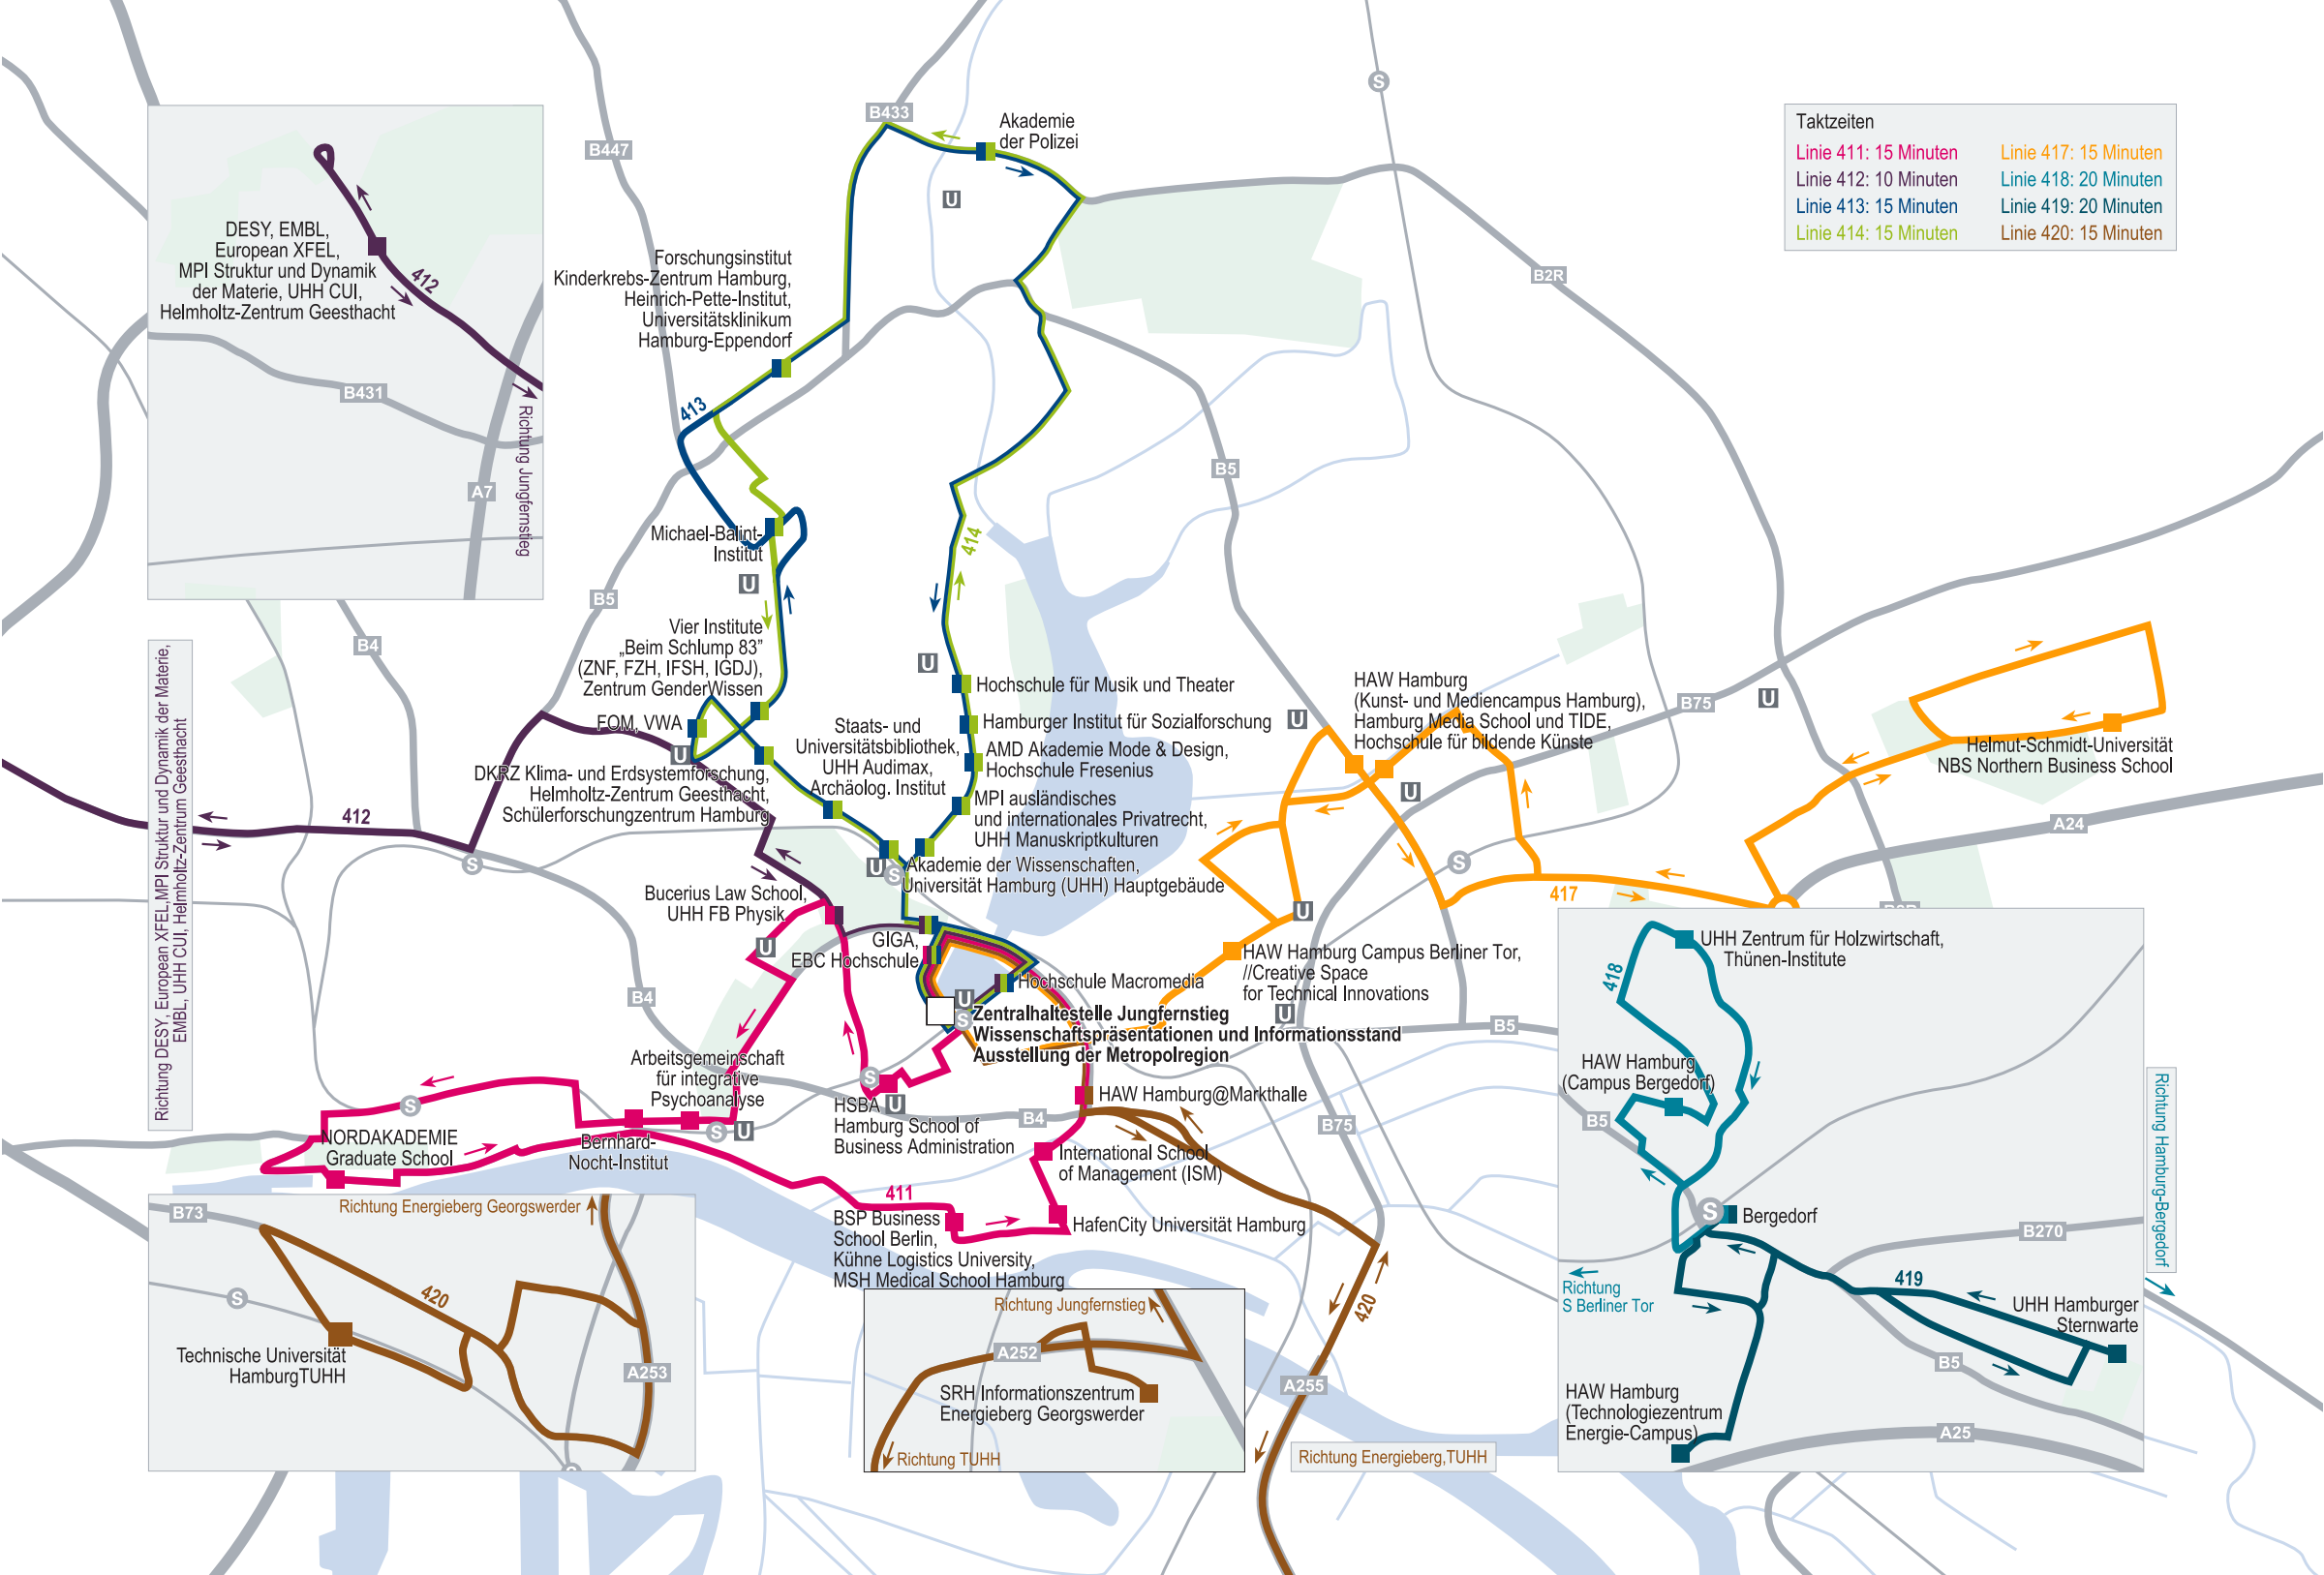 B433
Akademie
der Polizei
B447
U
S
Taktzeiten
Linie 411: 15 Minuten
Linie 412: 10 Minuten
Linie 413: 15 Minuten
Linie 414: 15 Minuten
Linie 417: 15 Minuten
Linie 418: 20 Minuten
Linie 419: 20 Minuten
Linie 420: 15 Minuten
DESY, EMBL,
European XFEL,
MPI Struktur und Dynamik
der Materie, UHH CUI,
Helmholtz-Zentrum Geesthacht
412
B431
A7
Richtung Jungfernstieg
Forschungsinstitut
Kinderkrebs-Zentrum Hamburg,
Heinrich-Pette-Institut,
Universitätsklinikum
Hamburg-Eppendorf
B2R
413
B5
Michael-Balint-
Institut
U
414
B5
B4
Vier Institute
„Beim Schlump 83”
(ZNF, FZH, IFSH, IGDJ),
Zentrum GenderWissen
FOM, VWA
U
U
Hochschule für Musik und Theater
Hamburger Institut für Sozialforschung
AMD Akademie Mode & Design,
Hochschule Fresenius
MPI ausländisches
und internationales Privatrecht,
UHH Manuskriptkulturen
Staats- und
Universitätsbibliothek,
UHH Audimax,
Archäolog. Institut
DKRZ Klima- und Erdsystemforschung,
Helmholtz-Zentrum Geesthacht,
Schülerforschungzentrum Hamburg
U
S
Akademie der Wissenschaften,
Universität Hamburg (UHH) Hauptgebäude
Richtung DESY, European XFEL,MPI Struktur und Dynamik der Materie,
EMBL, UHH CUI, Helmholtz-Zentrum Geesthacht
412
S
HAW Hamburg
(Kunst- und Mediencampus Hamburg),
Hamburg Media School und TIDE,
Hochschule für bildende Künste
U
U
B75
U
S
Helmut-Schmidt-Universität
NBS Northern Business School
A24
417
B2R
U
HAW Hamburg Campus Berliner Tor,
//Creative Space
for Technical Innovations
U
B5
Bucerius Law School,
UHH FB Physik
U
GIGA,
EBC Hochschule
Hochschule Macromedia
U
S
Zentralhaltestelle Jungfernstieg
Wissenschaftspräsentationen und Informationsstand
Ausstellung der Metropolregion
B4
Arbeitsgemeinschaft
für integrative
Psychoanalyse
S
S
U
HSBA
Hamburg School of
Business Administration
S
U
B4
HAW Hamburg@Markthalle
B75
International School
of Management (ISM)
NORDAKADEMIE
Graduate School
Bernhard-
Nocht-Institut
411
HafenCity Universität Hamburg
BSP Business
School Berlin,
Kühne Logistics University,
MSH Medical School Hamburg
B73
Richtung Energieberg Georgswerder
S
420
Technische Universität
HamburgTUHH
A253
S
Richtung Jungfernstieg
A252
SRH Informationszentrum
Energieberg Georgswerder
Richtung TUHH
420
A255
Richtung Energieberg,TUHH
UHH Zentrum für Holzwirtschaft,
Thünen-Institute
418
HAW Hamburg
(Campus Bergedorf)
B5
S
Bergedorf
B270
Richtung
S Berliner Tor
419
UHH Hamburger
Sternwarte
B5
HAW Hamburg
(Technologiezentrum
Energie-Campus)
A25
Richtung Hamburg-Bergedorf